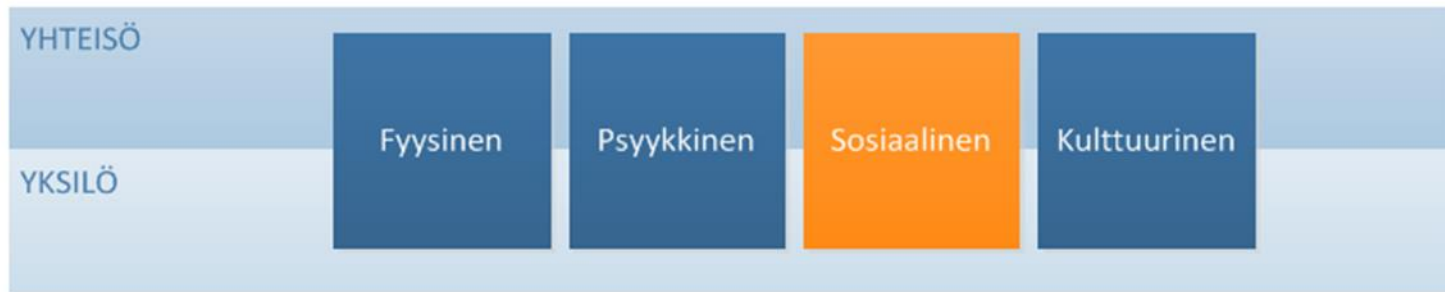 YHTEISÖ
Fyysinen
Psyykkinen
Sosiaalinen
Kulttuurinen
YKSILÖ